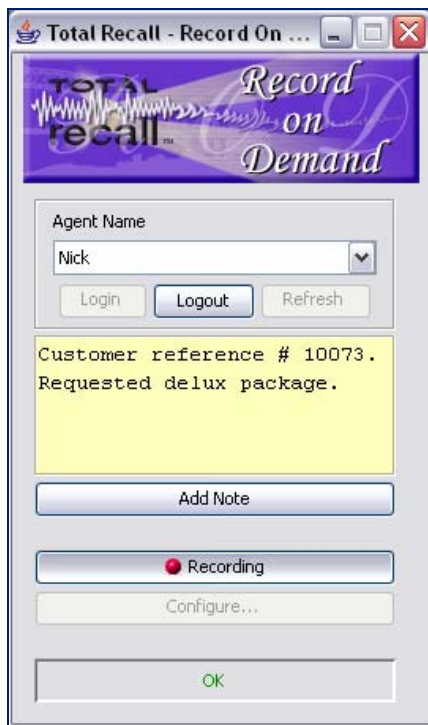 Total Recall - Record On ...
TOTAL
recall™
Record
on
Demand
Agent Name
Nick
Login Logout Refresh
Customer reference # 10073.
Requested delux package.
Add Note
Recording
Configure...
OK